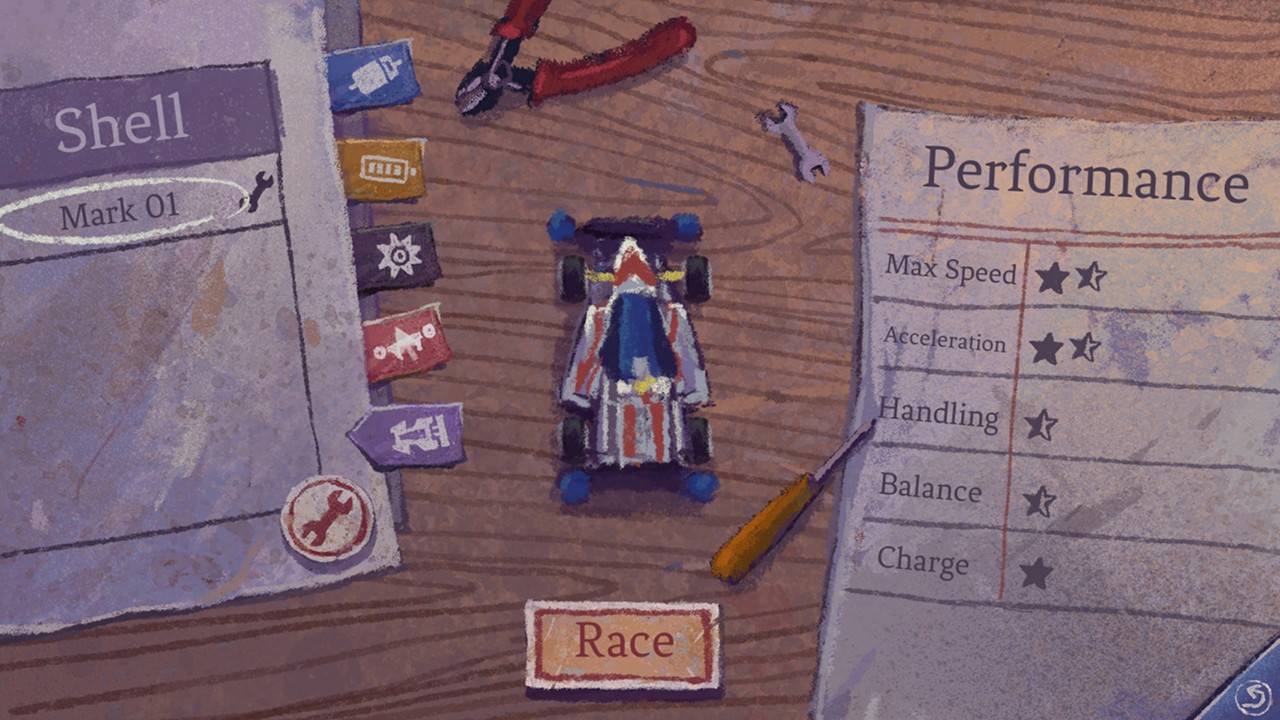 Shell
Mark 01
Performance
Max Speed
Acceleration
Handling
Balance
Charge
Race